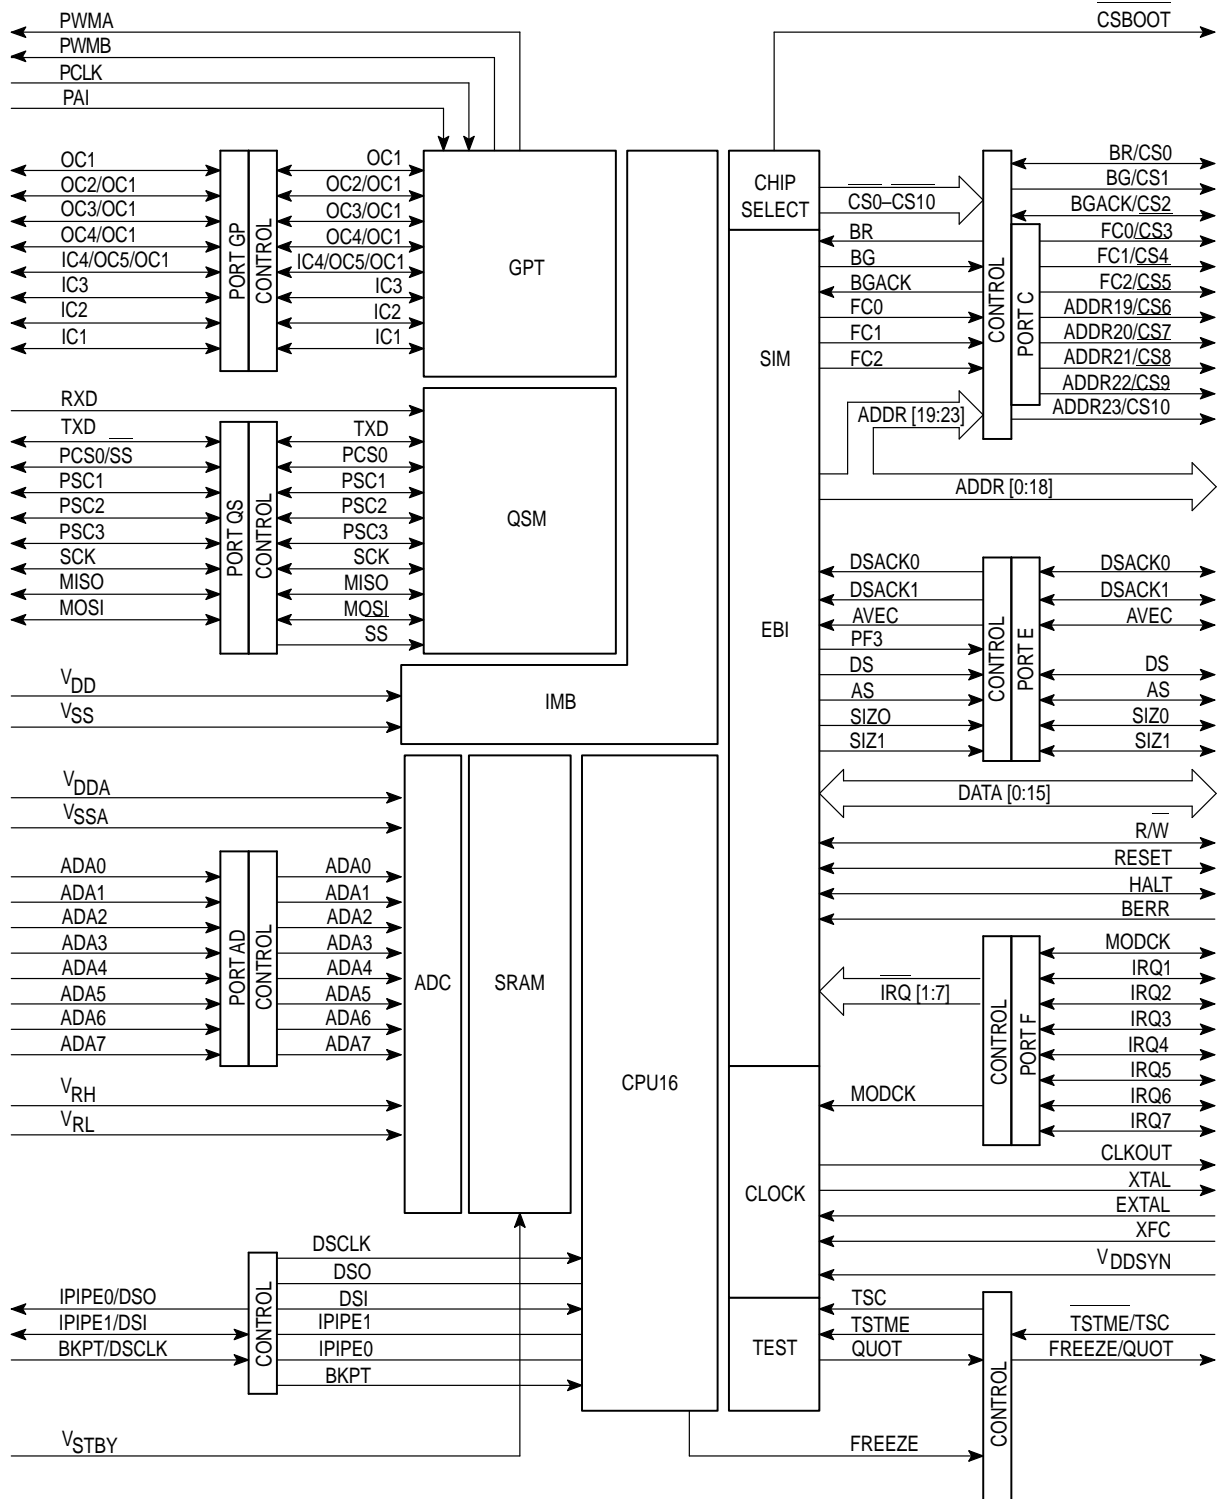 PWMA
PWMB
PCLK
PAI
CSBOOT
OC1
OC2/OC1
OC3/OC1
OC4/OC1
IC4/OC5/OC1
IC3
IC2
IC1
PORT GP
CONTROL
OC1
OC2/OC1
OC3/OC1
OC4/OC1
IC4/OC5/OC1
IC3
IC2
IC1
GPT
RXD
TXD
PCS0/SS
PSC1
PSC2
PSC3
SCK
MISO
MOSI
PORT QS
CONTROL
TXD
PCS0
PSC1
PSC2
PSC3
SCK
MISO
MOSI
SS
QSM
VDD
VSS
IMB
VDDA
VSSA
ADA0
ADA1
ADA2
ADA3
ADA4
ADA5
ADA6
ADA7
PORT AD
CONTROL
ADA0
ADA1
ADA2
ADA3
ADA4
ADA5
ADA6
ADA7
VRH
VRL
ADC
SRAM
CPU16
IPIPE0/DSO
IPIPE1/DSI
BKPT/DSCLK
CONTROL
DSCLK
DSO
DSI
IPIPE1
IPIPE0
BKPT
VSTBY
CHIP
SELECT
SIM
EBI
CLOCK
TEST
CS0–CS10
BR
BG
BGACK
FC0
FC1
FC2
ADDR [19:23]
CONTROL
PORT C
BR/CS0
BG/CS1
BGACK/CS2
FC0/CS3
FC1/CS4
FC2/CS5
ADDR19/CS6
ADDR20/CS7
ADDR21/CS8
ADDR22/CS9
ADDR23/CS10
ADDR [0:18]
DSACK0
DSACK1
AVEC
PF3
DS
AS
SIZO
SIZ1
CONTROL
PORT E
DSACK0
DSACK1
AVEC
DS
AS
SIZ0
SIZ1
DATA [0:15]
R/W
RESET
HALT
BERR
IRQ [1:7]
MODCK
CONTROL
PORT F
MODCK
IRQ1
IRQ2
IRQ3
IRQ4
IRQ5
IRQ6
IRQ7
CLKOUT
XTAL
EXTAL
XFC
VDDSYN
TSC
TSTME
QUOT
FREEZE
CONTROL
TSTME/TSC
FREEZE/QUOT